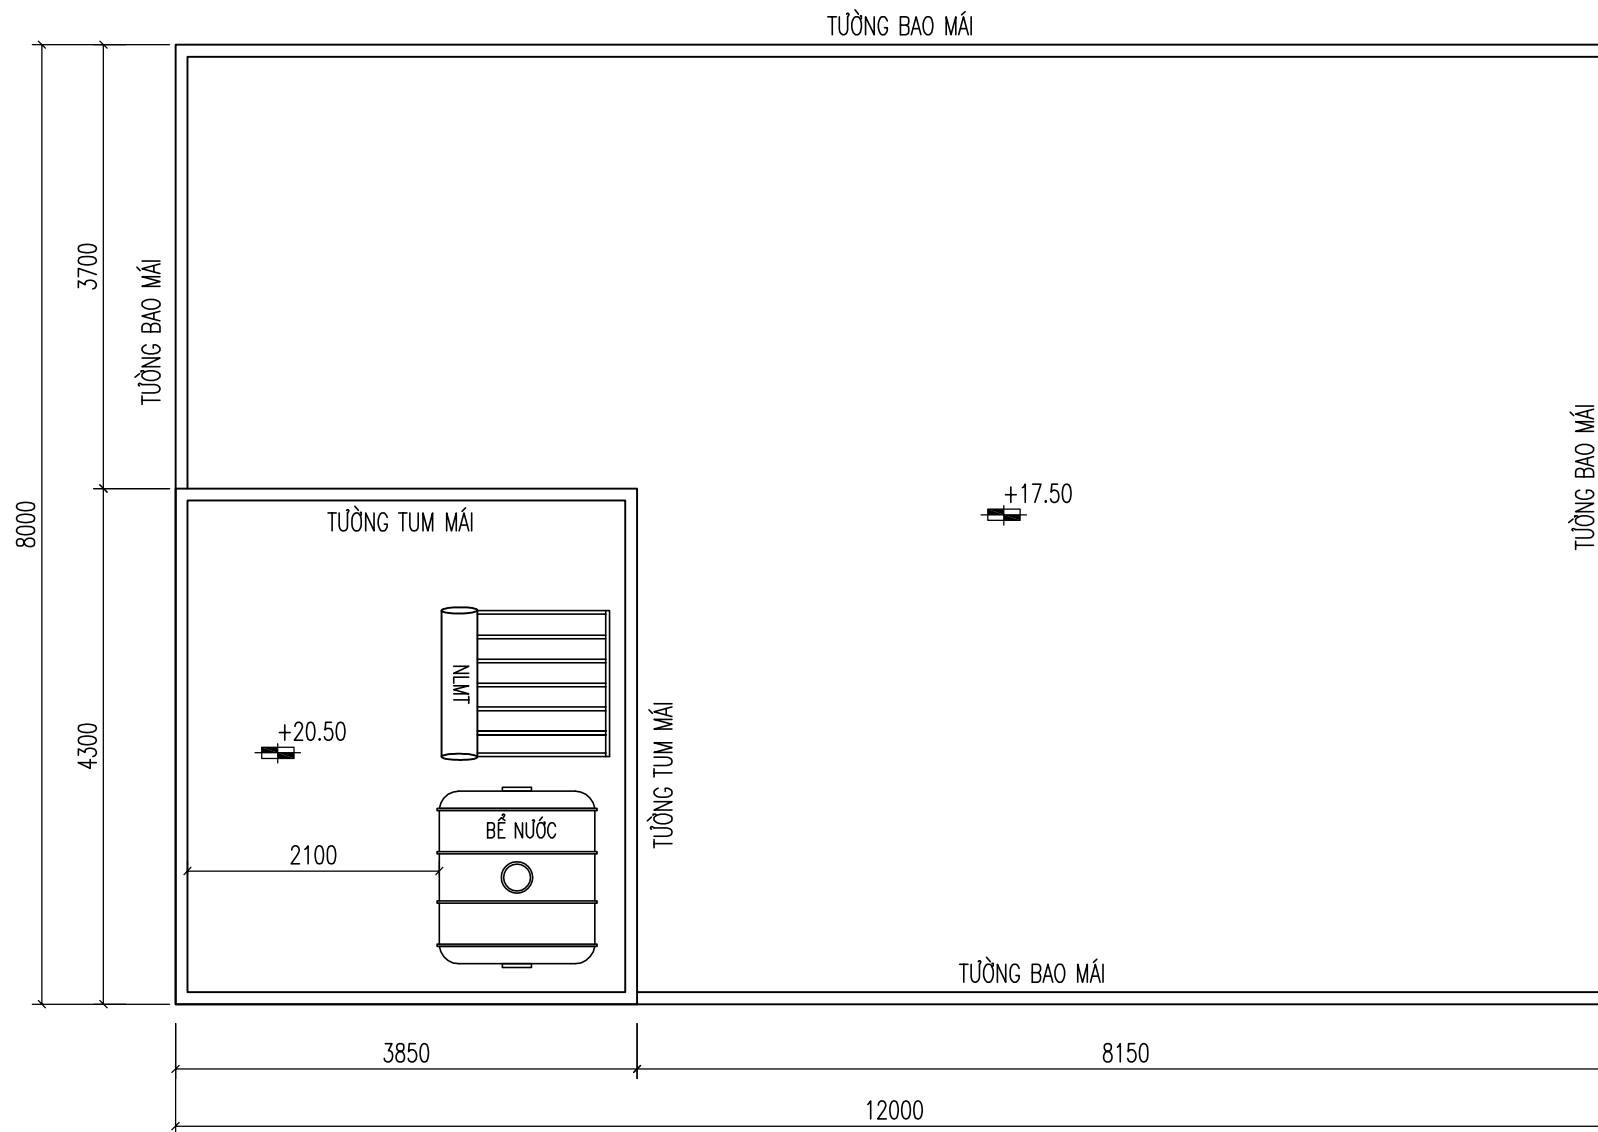 TƯỜNG BAO MÁI
3700
TƯỜNG BAO MÁI
8000
TƯỜNG BAO MÁI
+17.50
TƯỜNG TUM MÁI
NLMT
+20.50
4300
TƯỜNG TUM MÁI
BỂ NƯỚC
2100
TƯỜNG BAO MÁI
3850
8150
12000